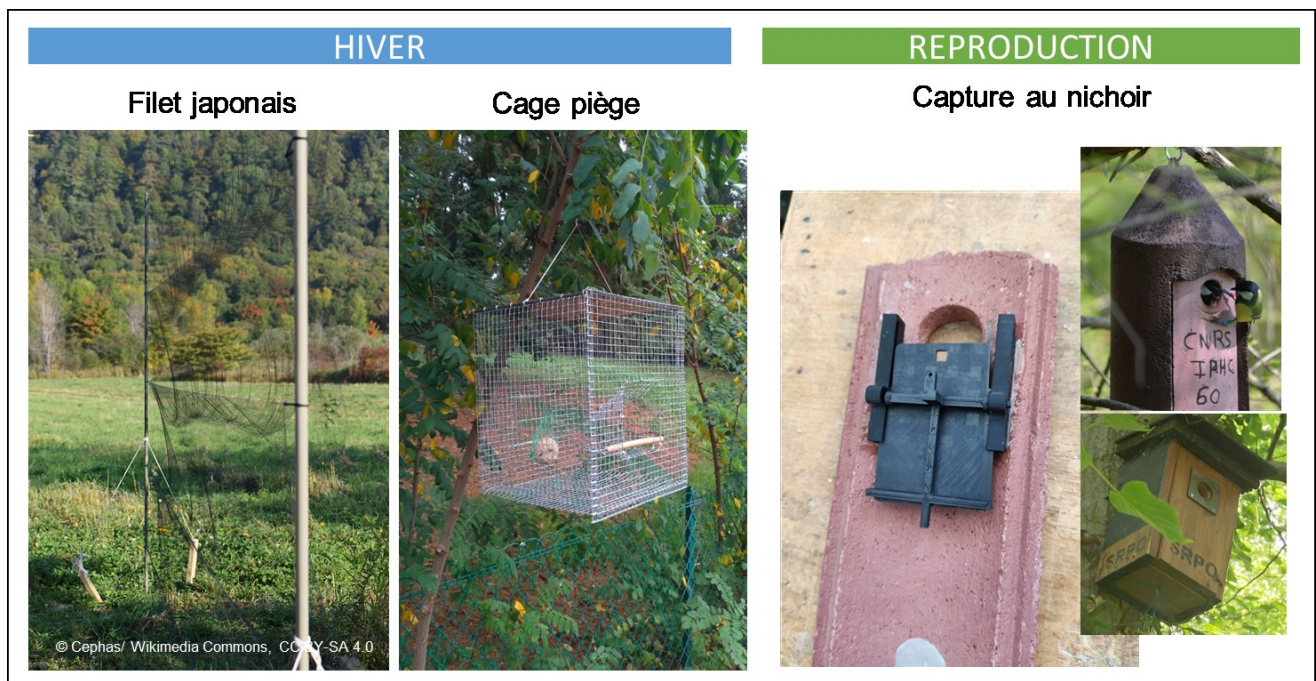 HIVER
REPRODUCTION
Filet japonais
Cage piège
Capture au nichoir
CNRS
IPHC
60
SRPO
SRPO
© Cephas/ Wikimedia Commons, CC BY-SA 4.0